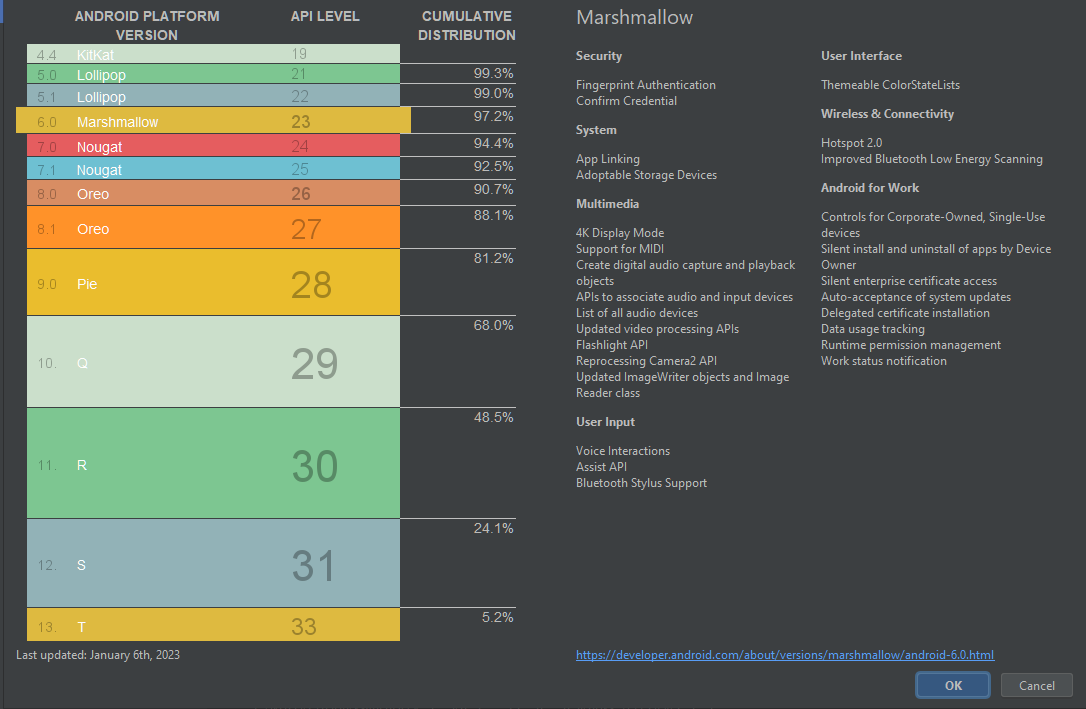 ANDROID PLATFORM VERSION API LEVEL CUMULATIVE DISTRIBUTION
4.4 KitKat 19
5.0 Lollipop 21 99.3%
5.1 Lollipop 22 99.0%
6.0 Marshmallow 23 97.2%
7.0 Nougat 24 94.4%
7.1 Nougat 25 92.5%
8.0 Oreo 26 90.7%
8.1 Oreo 27 88.1%
9.0 Pie 28 81.2%
10. Q 29 68.0%
11. R 30 48.5%
12. S 31 24.1%
13. T 33 5.2%
Last updated: January 6th, 2023
Marshmallow
Security
Fingerprint Authentication
Confirm Credential
System
App Linking
Adoptable Storage Devices
Multimedia
4K Display Mode
Support for MIDI
Create digital audio capture and playback
objects
APIs to associate audio and input devices
List of all audio devices
Updated video processing APIs
Flashlight API
Reprocessing Camera2 API
Updated ImageWriter objects and Image
Reader class
User Input
Voice Interactions
Assist API
Bluetooth Stylus Support
User Interface
Themeable ColorStateLists
Wireless & Connectivity
Hotspot 2.0
Improved Bluetooth Low Energy Scanning
Android for Work
Controls for Corporate-Owned, Single-Use
devices
Silent install and uninstall of apps by Device
Owner
Silent enterprise certificate access
Auto-acceptance of system updates
Delegated certificate installation
Data usage tracking
Runtime permission management
Work status notification
https://developer.android.com/about/versions/marshmallow/android-6.0.html
OK Cancel